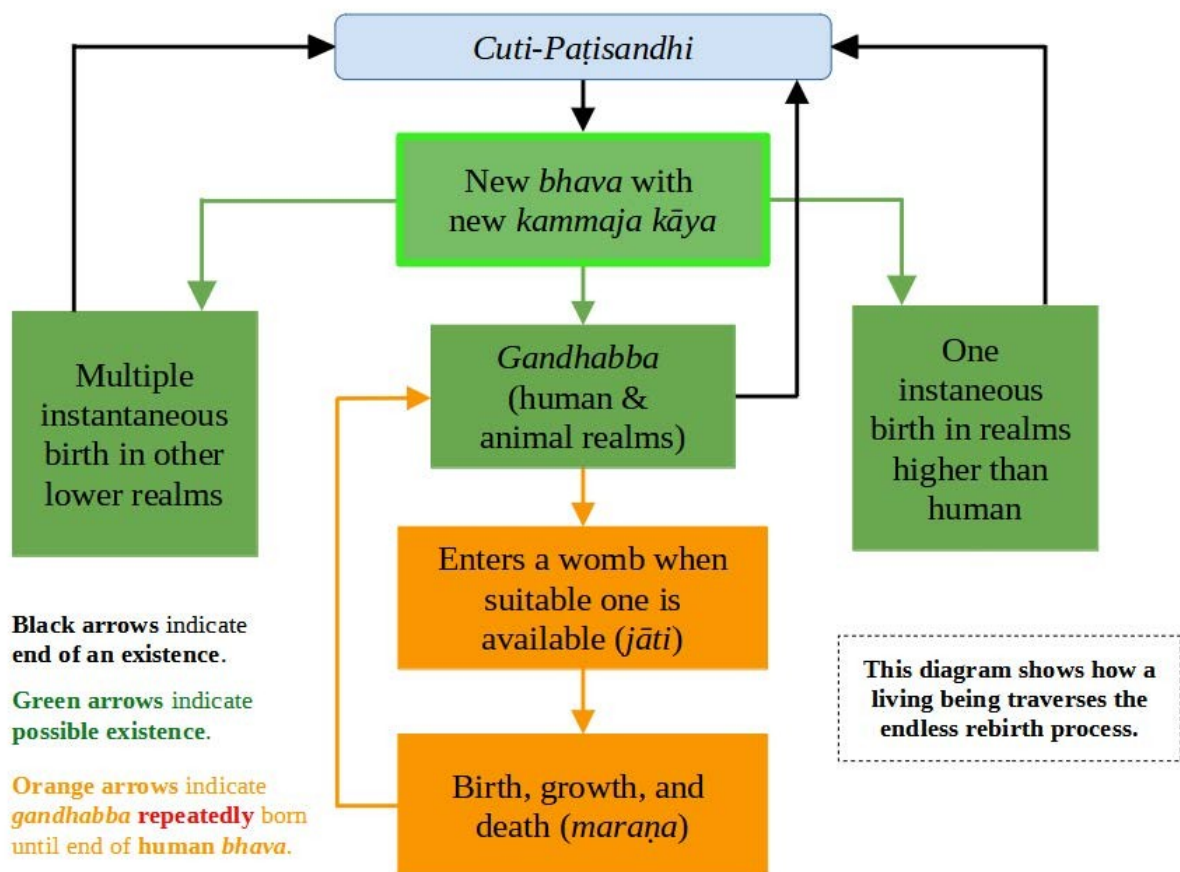 Cuti-Paṭisandhi
New bhava with
new kammaja kāya
Multiple
instantaneous
birth in other
lower realms
Gandhabba
(human &
animal realms)
One
instaneous
birth in realms
higher than
human
Enters a womb when
suitable one is
available (jāti)
Birth, growth, and
death (maraṇa)
Black arrows indicate
end of an existence.
Green arrows indicate
possible existence.
Orange arrows indicate
gandhabba repeatedly born
until end of human bhava.
This diagram shows how a
living being traverses the
endless rebirth process.